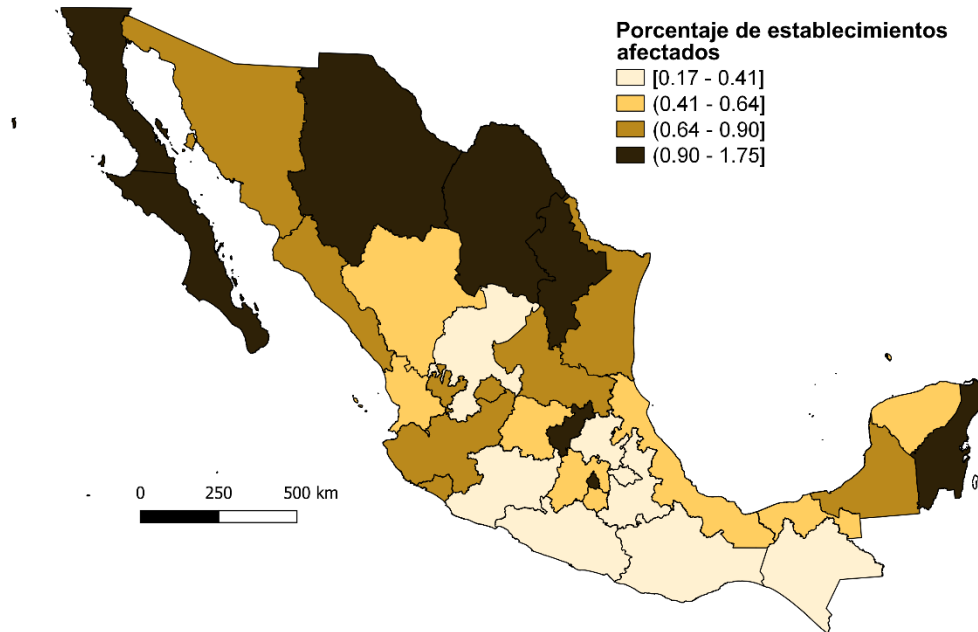 Porcentaje de establecimientos
afectados
[0.17 - 0.41]
(0.41 - 0.64]
(0.64 - 0.90]
(0.90 - 1.75]
0 250 500 km